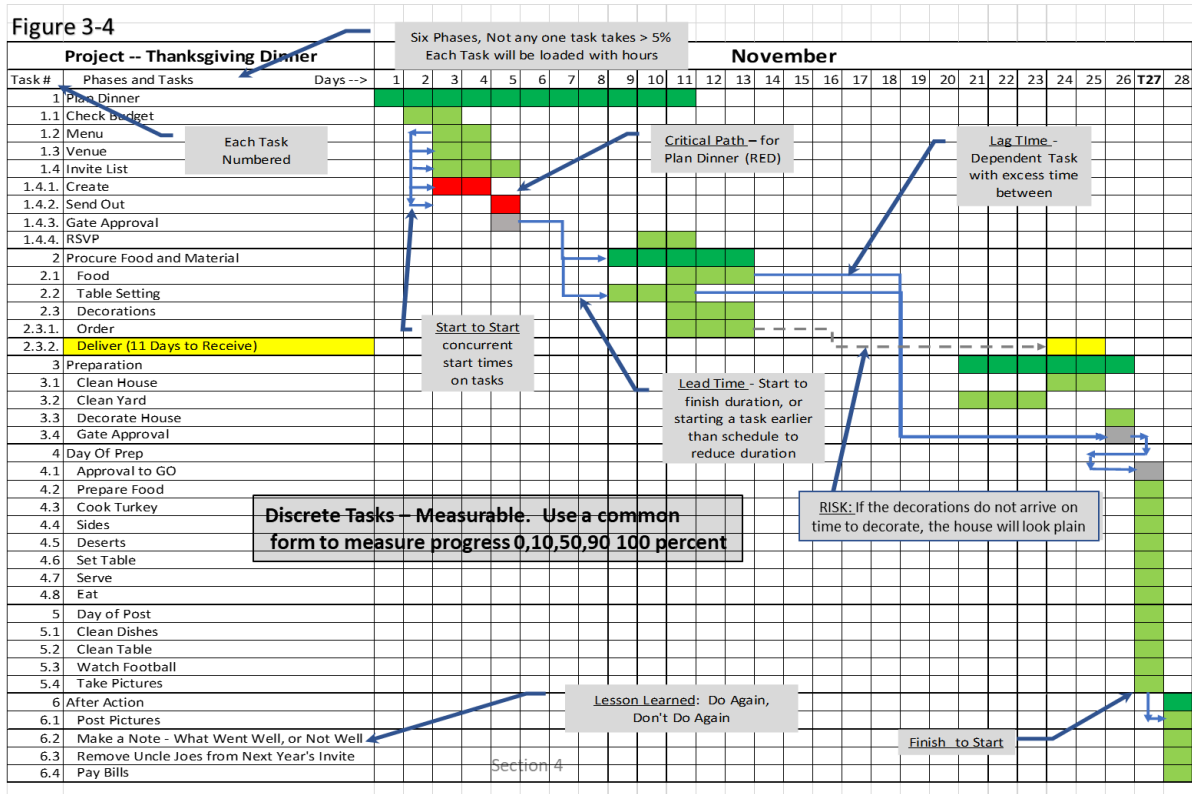 Figure 3-4
Six Phases, Not any one task takes > 5%
Each Task will be loaded with hours
Project -- Thanksgiving Dinner
November
Task # Phases and Tasks Days -->
1 2 3 4 5 6 7 8 9 10 11 12 13 14 15 16 17 18 19 20 21 22 23 24 25 26 T27 28
1 Plan Dinner
1.1 Check Budget
1.2 Menu
1.3 Venue
1.4 Invite List
1.4.1. Create
1.4.2. Send Out
1.4.3. Gate Approval
1.4.4. RSVP
2 Procure Food and Material
2.1 Food
2.2 Table Setting
2.3 Decorations
2.3.1. Order
2.3.2. Deliver (11 Days to Receive)
3 Preparation
3.1 Clean House
3.2 Clean Yard
3.3 Decorate House
3.4 Gate Approval
4 Day Of Prep
4.1 Approval to GO
4.2 Prepare Food
4.3 Cook Turkey
4.4 Sides
4.5 Deserts
4.6 Set Table
4.7 Serve
4.8 Eat
5 Day of Post
5.1 Clean Dishes
5.2 Clean Table
5.3 Watch Football
5.4 Take Pictures
6 After Action
6.1 Post Pictures
6.2 Make a Note - What Went Well, or Not Well
6.3 Remove Uncle Joes from Next Year's Invite
6.4 Pay Bills
Each Task
Numbered
Critical Path – for
Plan Dinner (RED)
Lag TIme -
Dependent Task
with excess time
between
Start to Start
concurrent
start times
on tasks
Lead Time - Start to
finish duration, or
starting a task earlier
than schedule to
reduce duration
RISK: If the decorations do not arrive on
time to decorate, the house will look plain
Discrete Tasks – Measurable. Use a common
form to measure progress 0,10,50,90 100 percent
Lesson Learned: Do Again,
Don't Do Again
Finish to Start
Section 4